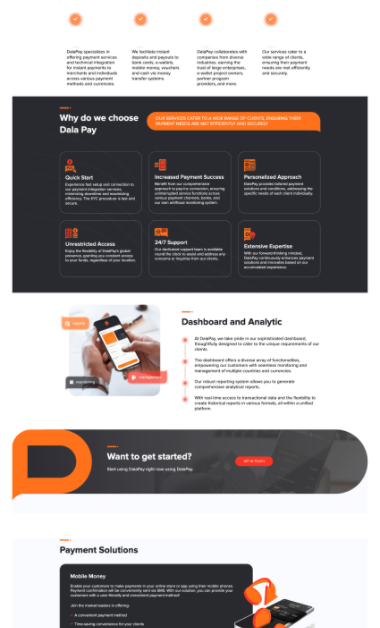 DalaPay specializes in
offering payment services
and technical integration
for instant payments to
merchants and individuals
across various payment
methods and currencies.
We facilitate instant
deposits and payouts to
bank cards, e-wallets,
mobile money, vouchers
and cash via money
transfer systems.
DalaPay collaborates with
companies from diverse
industries, earning the
trust of large enterprises,
e-wallet project owners,
partner program
providers, and more.
Our services cater to a
wide range of clients,
ensuring their payment
needs are met efficiently
and securely.
Why do we choose
Dala Pay
OUR SERVICES CATER TO A WIDE RANGE OF CLIENTS, ENSURING THEIR
PAYMENT NEEDS ARE MET EFFICIENTLY AND SECURELY
Quick Start
Experience fast setup and connection to
our payment integration services,
minimizing downtime and maximizing
efficiency. The KYC procedure is fast and
secure.
Increased Payment Success
Benefit from our comprehensive
approach to payment connection, ensuring
uninterrupted service functions across
various payment channels, banks, and
our own antifraud monitoring system.
Personalized Approach
DalaPay provides tailored payment
solutions and conditions, addressing the
specific needs of each client individually.
Unrestricted Access
Enjoy the flexibility of DalaPay's global
presence, granting you constant access
to your funds, regardless of your location.
24/7 Support
Our dedicated support team is available
round the clock to assist and address any
concerns or inquiries from our clients.
Extensive Expertise
With our forward-thinking mindset,
DalaPay continuously enhances payment
solutions and innovates based on our
accumulated experience.
Dashboard and Analytic
At DalaPay, we take pride in our sophisticated dashboard,
thoughtfully designed to cater to the unique requirements of our
clients.
The dashboard offers a diverse array of functionalities,
empowering our customers with seamless monitoring and
management of multiple countries and currencies.
Our robust reporting system allows you to generate
comprehensive analytical reports.
With real-time access to transactional data and the flexibility to
create historical reports in various formats, all within a unified
platform.
Want to get started?
Start using DalaPay right now using DalaPay.
GET IN TOUCH
Payment Solutions
Mobile Money
Enable your customers to make payments in your online store or app using their mobile phones.
Payment confirmation will be conveniently sent via SMS. With our solution, you can provide your
customers with a user-friendly and convenient payment method!
Join the market leaders in offering:
A convenient payment method
Time-saving convenience for your clients